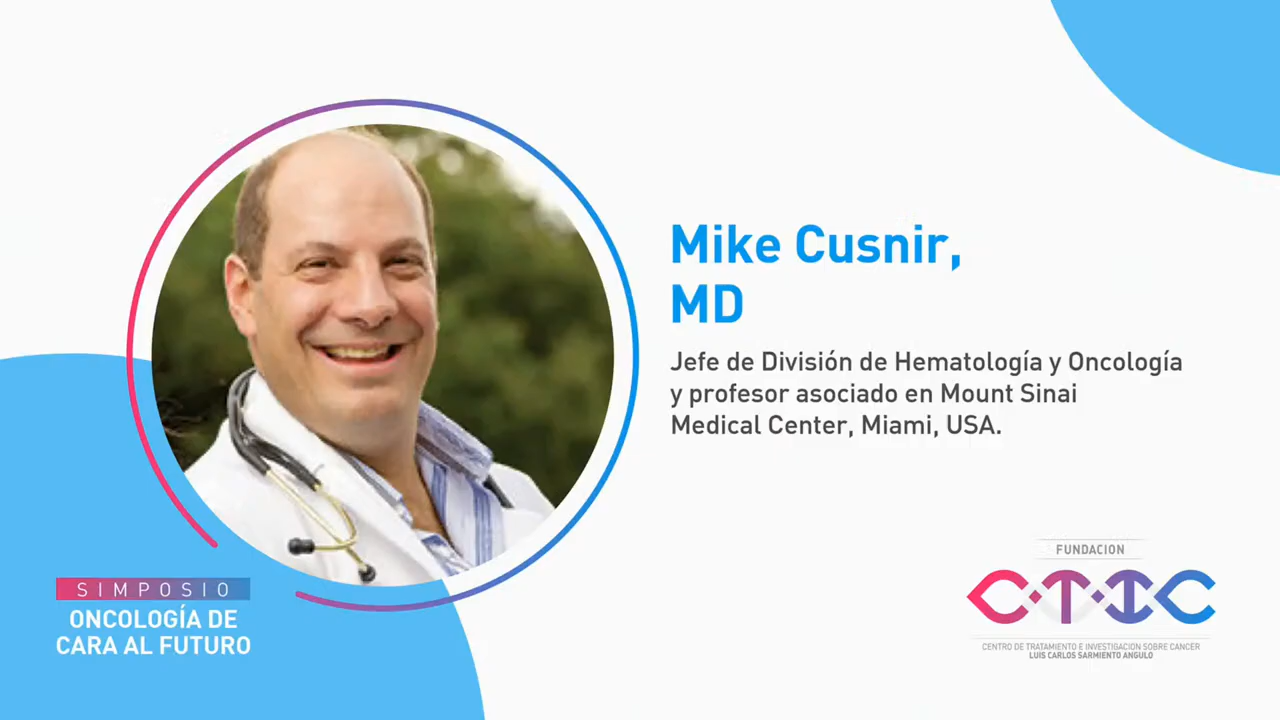 Mike Cusnir,
MD
Jefe de División de Hematología y Oncología
y profesor asociado en Mount Sinai
Medical Center, Miami, USA.
SIMPOSIO
ONCOLOGÍA DE
CARA AL FUTURO
FUNDACION
CTIC
CENTRO DE TRATAMIENTO E INVESTIGACION SOBRE CANCER
LUIS CARLOS SARMIENTO ANGULO